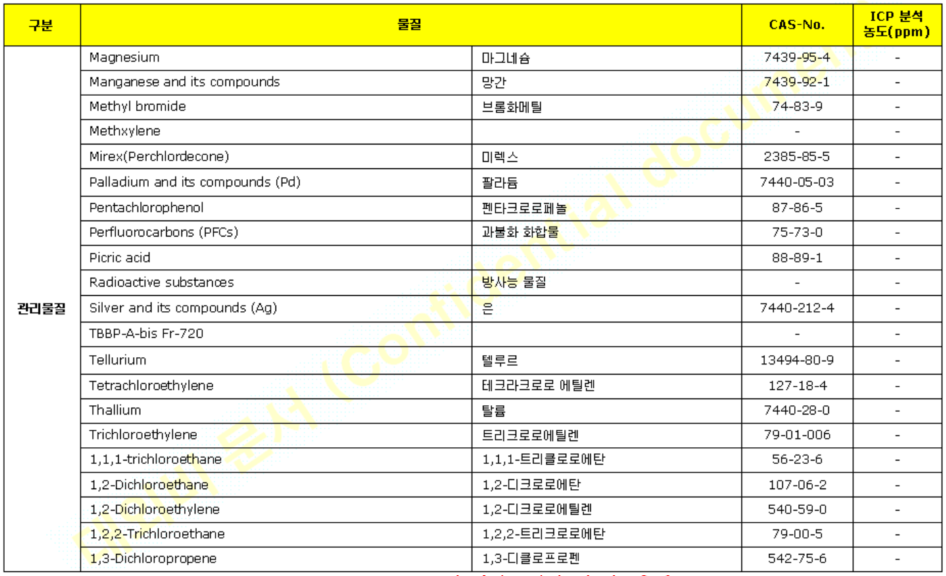 구분 물질 CAS-No. ICP 분석 농도(ppm)
관리물질
Magnesium 마그네슘 7439-95-4 -
Manganese and its compounds 망간 7439-92-1 -
Methyl bromide 브롬화메틸 74-83-9 -
Methxylene - -
Mirex(Perchlordecone) 미렉스 2385-85-5 -
Palladium and its compounds (Pd) 팔라듐 7440-05-03 -
Pentachlorophenol 펜타크로로페놀 87-86-5 -
Perfluorocarbons (PFCs) 과불화 화합물 75-73-0 -
Picric acid 88-89-1 -
Radioactive substances 방사능 물질 - -
Silver and its compounds (Ag) 은 7440-212-4 -
TBBP-A-bis Fr-720 - -
Tellurium 텔루르 13494-80-9 -
Tetrachloroethylene 테크라크로로 에틸렌 127-18-4 -
Thallium 탈륨 7440-28-0 -
Trichloroethylene 트리크로로에틸렌 79-01-006 -
1,1,1-trichloroethane 1,1,1-트리클로로에탄 56-23-6 -
1,2-Dichloroethane 1,2-디크로로에탄 107-06-2 -
1,2-Dichloroethylene 1,2-디크로로에틸렌 540-59-0 -
1,2,2-Trichloroethane 1,2,2-트리크로로에탄 79-00-5 -
1,3-Dichloropropene 1,3-디클로프로펜 542-75-6 -
문서 (Confidential